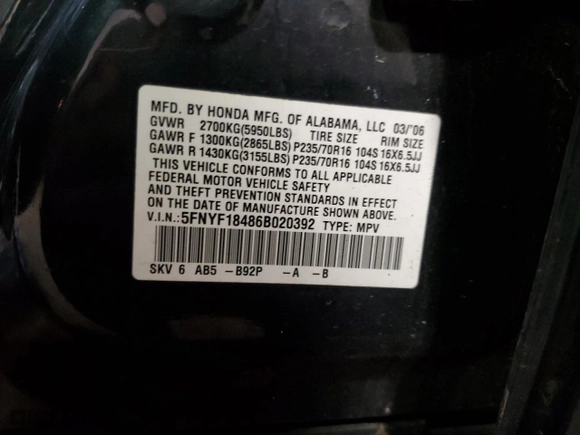 MFD. BY HONDA MFG. OF ALABAMA, LLC 03/'06
GVWR 2700KG(5950LBS) TIRE SIZE RIM SIZE
GAWR F 1300KG(2865LBS) P235/70R16 104S 16X6.5JJ
GAWR R 1430KG(3155LBS) P235/70R16 104S 16X6.5JJ
THIS VEHICLE CONFORMS TO ALL APPLICABLE
FEDERAL MOTOR VEHICLE SAFETY
AND THEFT PREVENTION STANDARDS IN EFFECT
ON THE DATE OF MANUFACTURE SHOWN ABOVE.
V.I.N.: 5FNYF18486B020392 TYPE: MPV
SKV 6 AB5 -B92P -A -B